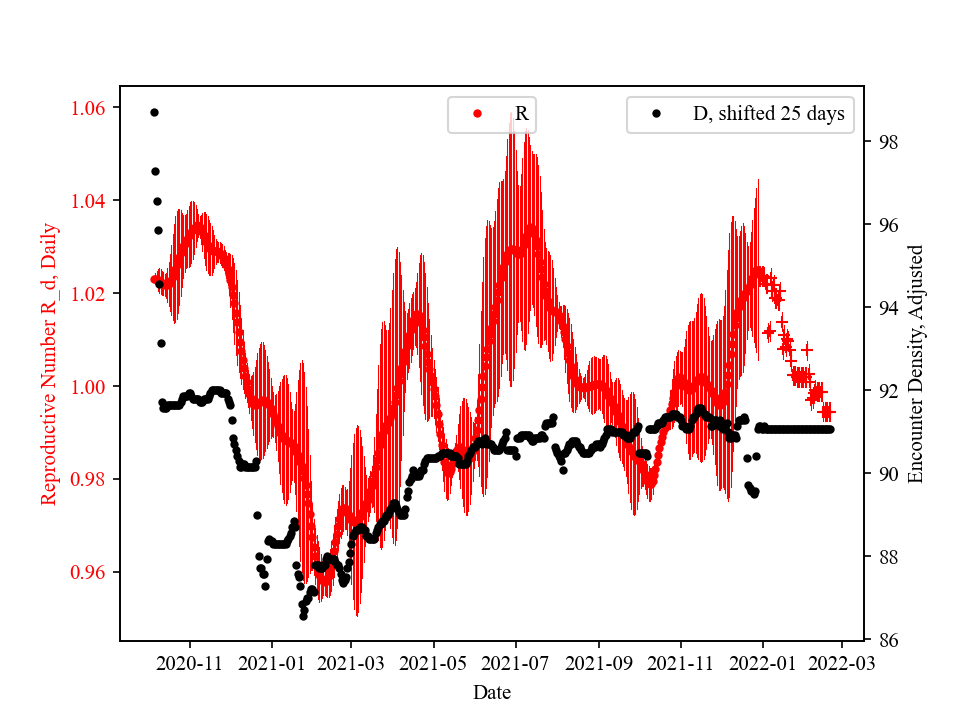 R
D, shifted 25 days
1.06
1.04
1.02
1.00
0.98
0.96
Reproductive Number R_d, Daily
98
96
94
92
90
88
86
Encounter Density, Adjusted
2020-11 2021-01 2021-03 2021-05 2021-07 2021-09 2021-11 2022-01 2022-03
Date